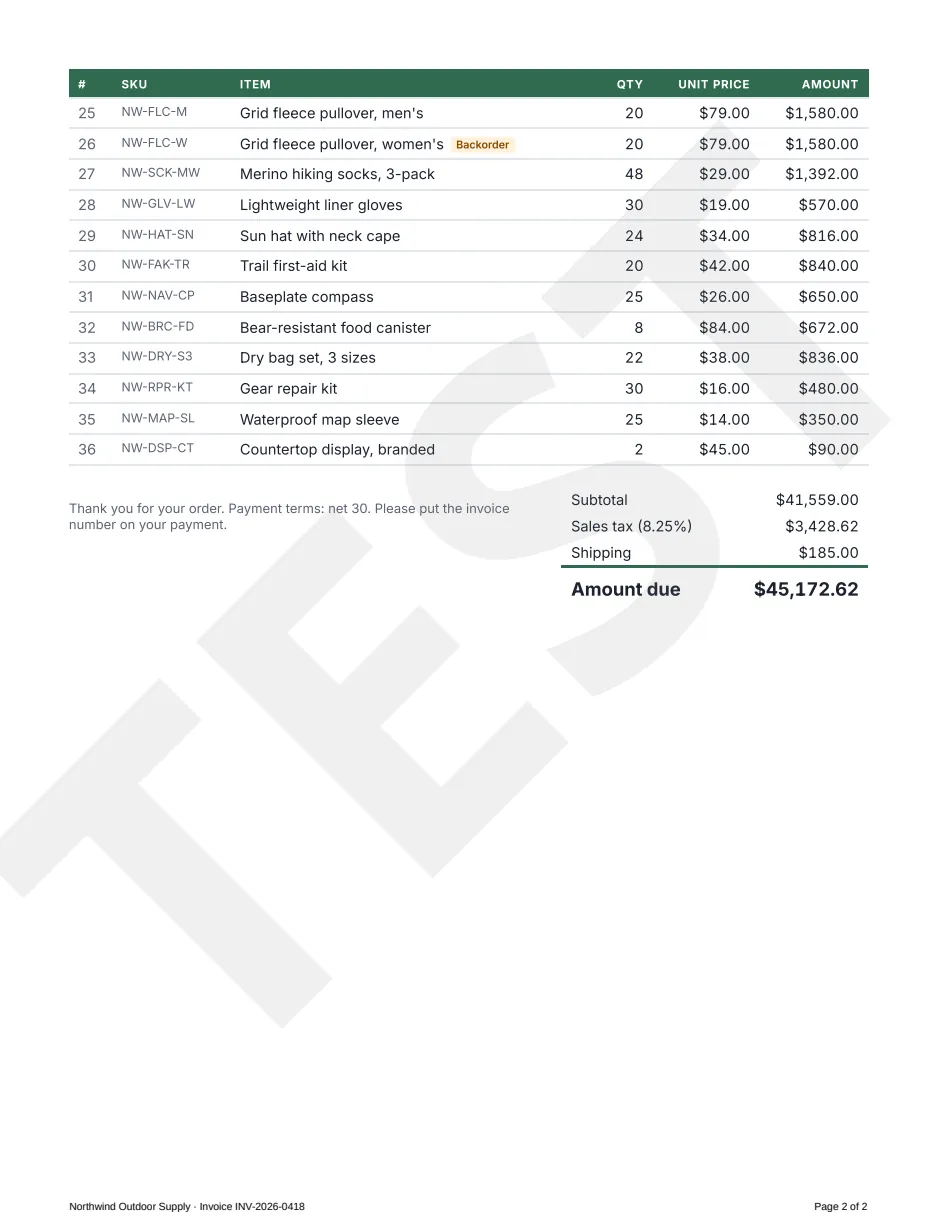 # SKU ITEM QTY UNIT PRICE AMOUNT
25 NW-FLC-M Grid fleece pullover, men's 20 $79.00 $1,580.00
26 NW-FLC-W Grid fleece pullover, women's Backorder 20 $79.00 $1,580.00
27 NW-SCK-MW Merino hiking socks, 3-pack 48 $29.00 $1,392.00
28 NW-GLV-LW Lightweight liner gloves 30 $19.00 $570.00
29 NW-HAT-SN Sun hat with neck cape 24 $34.00 $816.00
30 NW-FAK-TR Trail first-aid kit 20 $42.00 $840.00
31 NW-NAV-CP Baseplate compass 25 $26.00 $650.00
32 NW-BRC-FD Bear-resistant food canister 8 $84.00 $672.00
33 NW-DRY-S3 Dry bag set, 3 sizes 22 $38.00 $836.00
34 NW-RPR-KT Gear repair kit 30 $16.00 $480.00
35 NW-MAP-SL Waterproof map sleeve 25 $14.00 $350.00
36 NW-DSP-CT Countertop display, branded 2 $45.00 $90.00
Thank you for your order. Payment terms: net 30. Please put the invoice
number on your payment.
Subtotal $41,559.00
Sales tax (8.25%) $3,428.62
Shipping $185.00
Amount due $45,172.62
TEST
Northwind Outdoor Supply · Invoice INV-2026-0418 Page 2 of 2